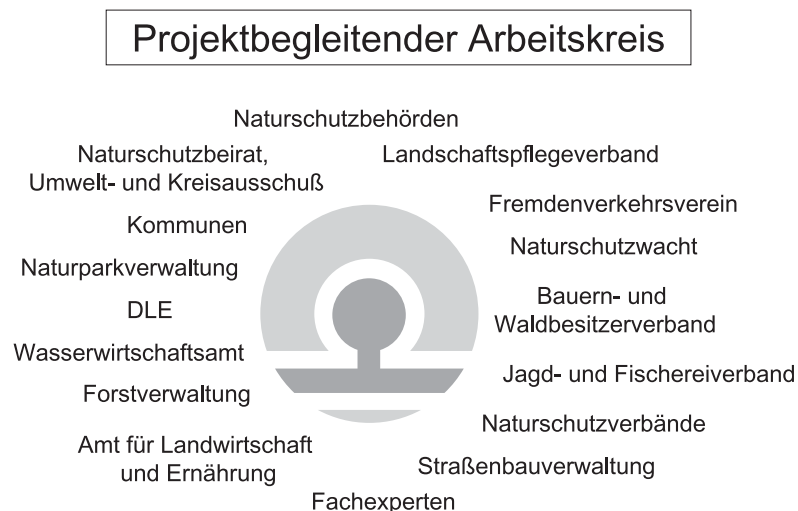 Projektbegleitender Arbeitskreis
Naturschutzbehörden
Naturschutzbeirat,
Umwelt- und Kreisausschuß
Landschaftspflegeverband
Kommunen
Fremdenverkehrsverein
Naturparkverwaltung
Naturschutzwacht
DLE
Bauern- und
Waldbesitzerverband
Wasserwirtschaftsamt
Jagd- und Fischereiverband
Forstverwaltung
Naturschutzverbände
Amt für Landwirtschaft
und Ernährung
Straßenbauverwaltung
Fachexperten